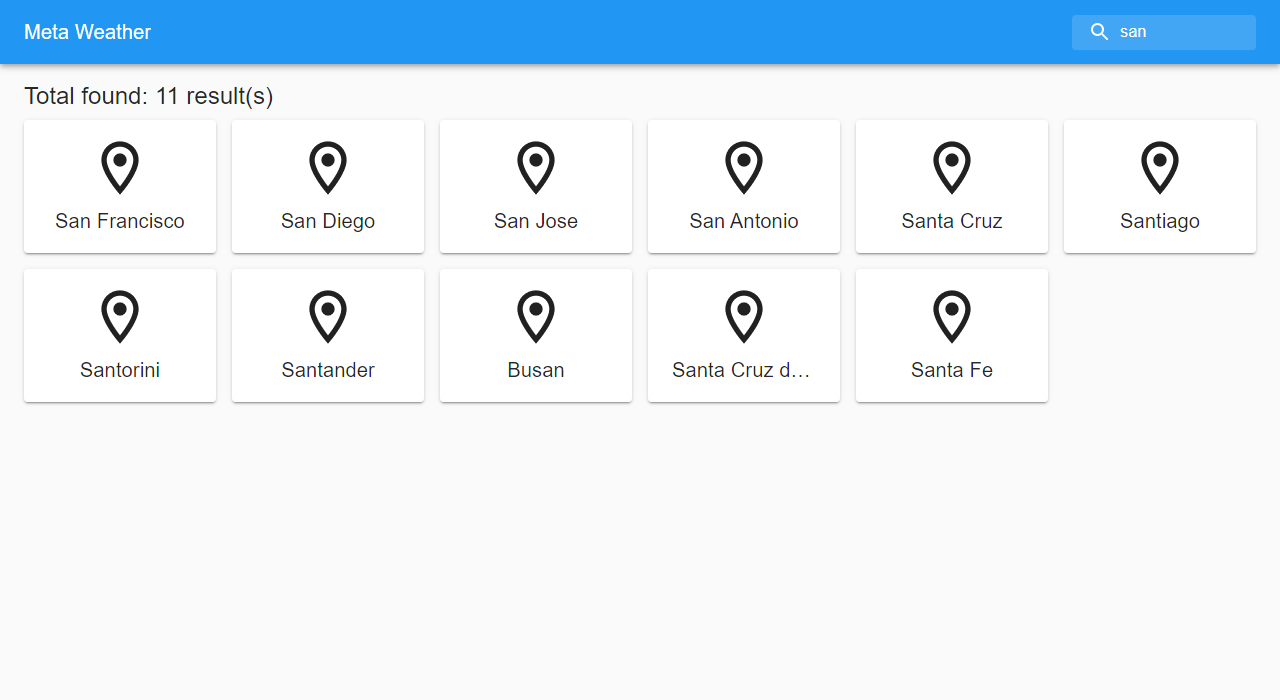 Meta Weather
san
Total found: 11 result(s)
San Francisco
San Diego
San Jose
San Antonio
Santa Cruz
Santiago
Santorini
Santander
Busan
Santa Cruz d…
Santa Fe